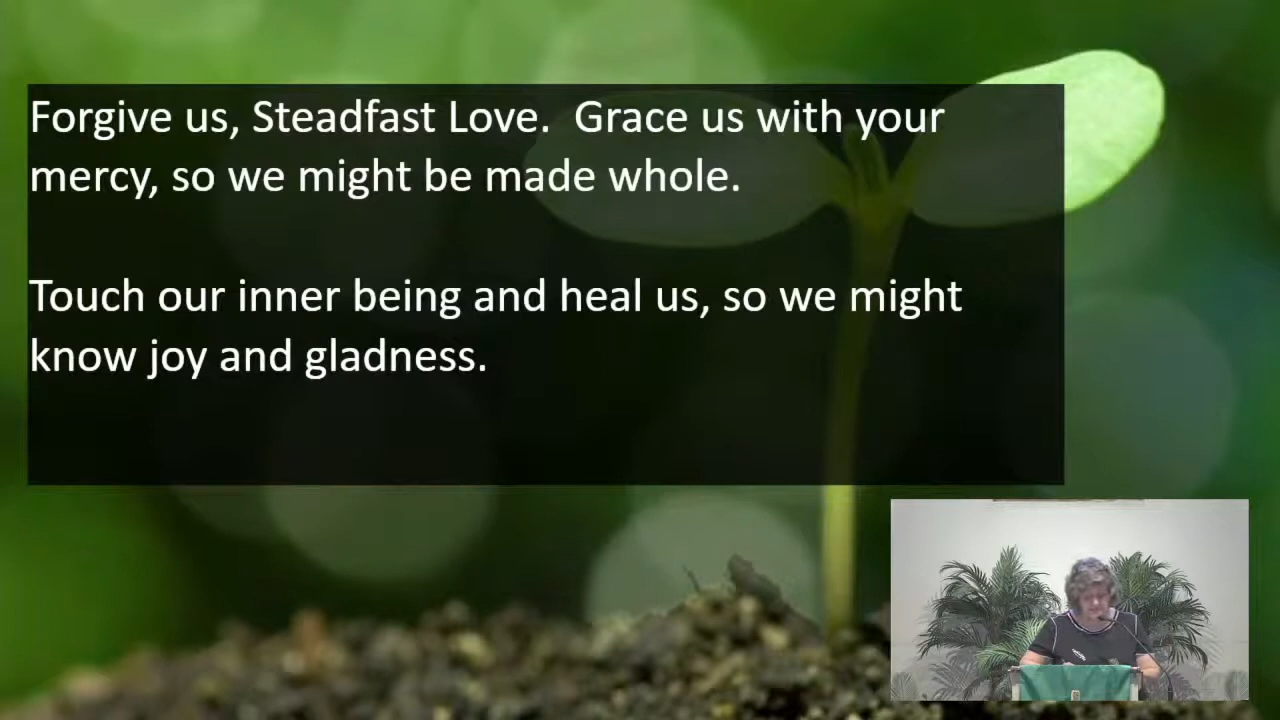 Forgive us, Steadfast Love.  Grace us with your
mercy, so we might be made whole.
Touch our inner being and heal us, so we might
know joy and gladness.